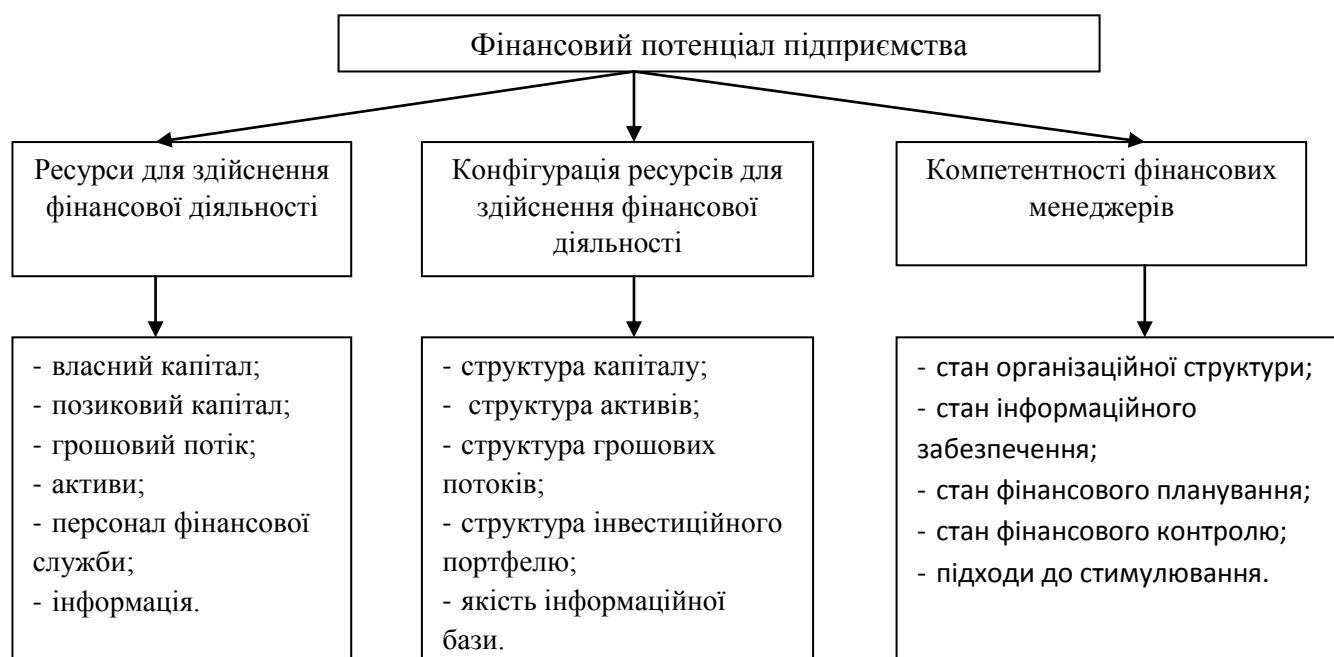 Фінансовий потенціал підприємства
Ресурси для здійснення
фінансової діяльності
Конфігурація ресурсів для
здійснення фінансової
діяльності
Компетентності фінансових
менеджерів
- власний капітал;
- позиковий капітал;
- грошовий потік;
- активи;
- персонал фінансової
служби;
- інформація.
- структура капіталу;
- структура активів;
- структура грошових
потоків;
- структура інвестиційного
портфелю;
- якість інформаційної
бази.
- стан організаційної структури;
- стан інформаційного
забезпечення;
- стан фінансового планування;
- стан фінансового контролю;
- підходи до стимулювання.